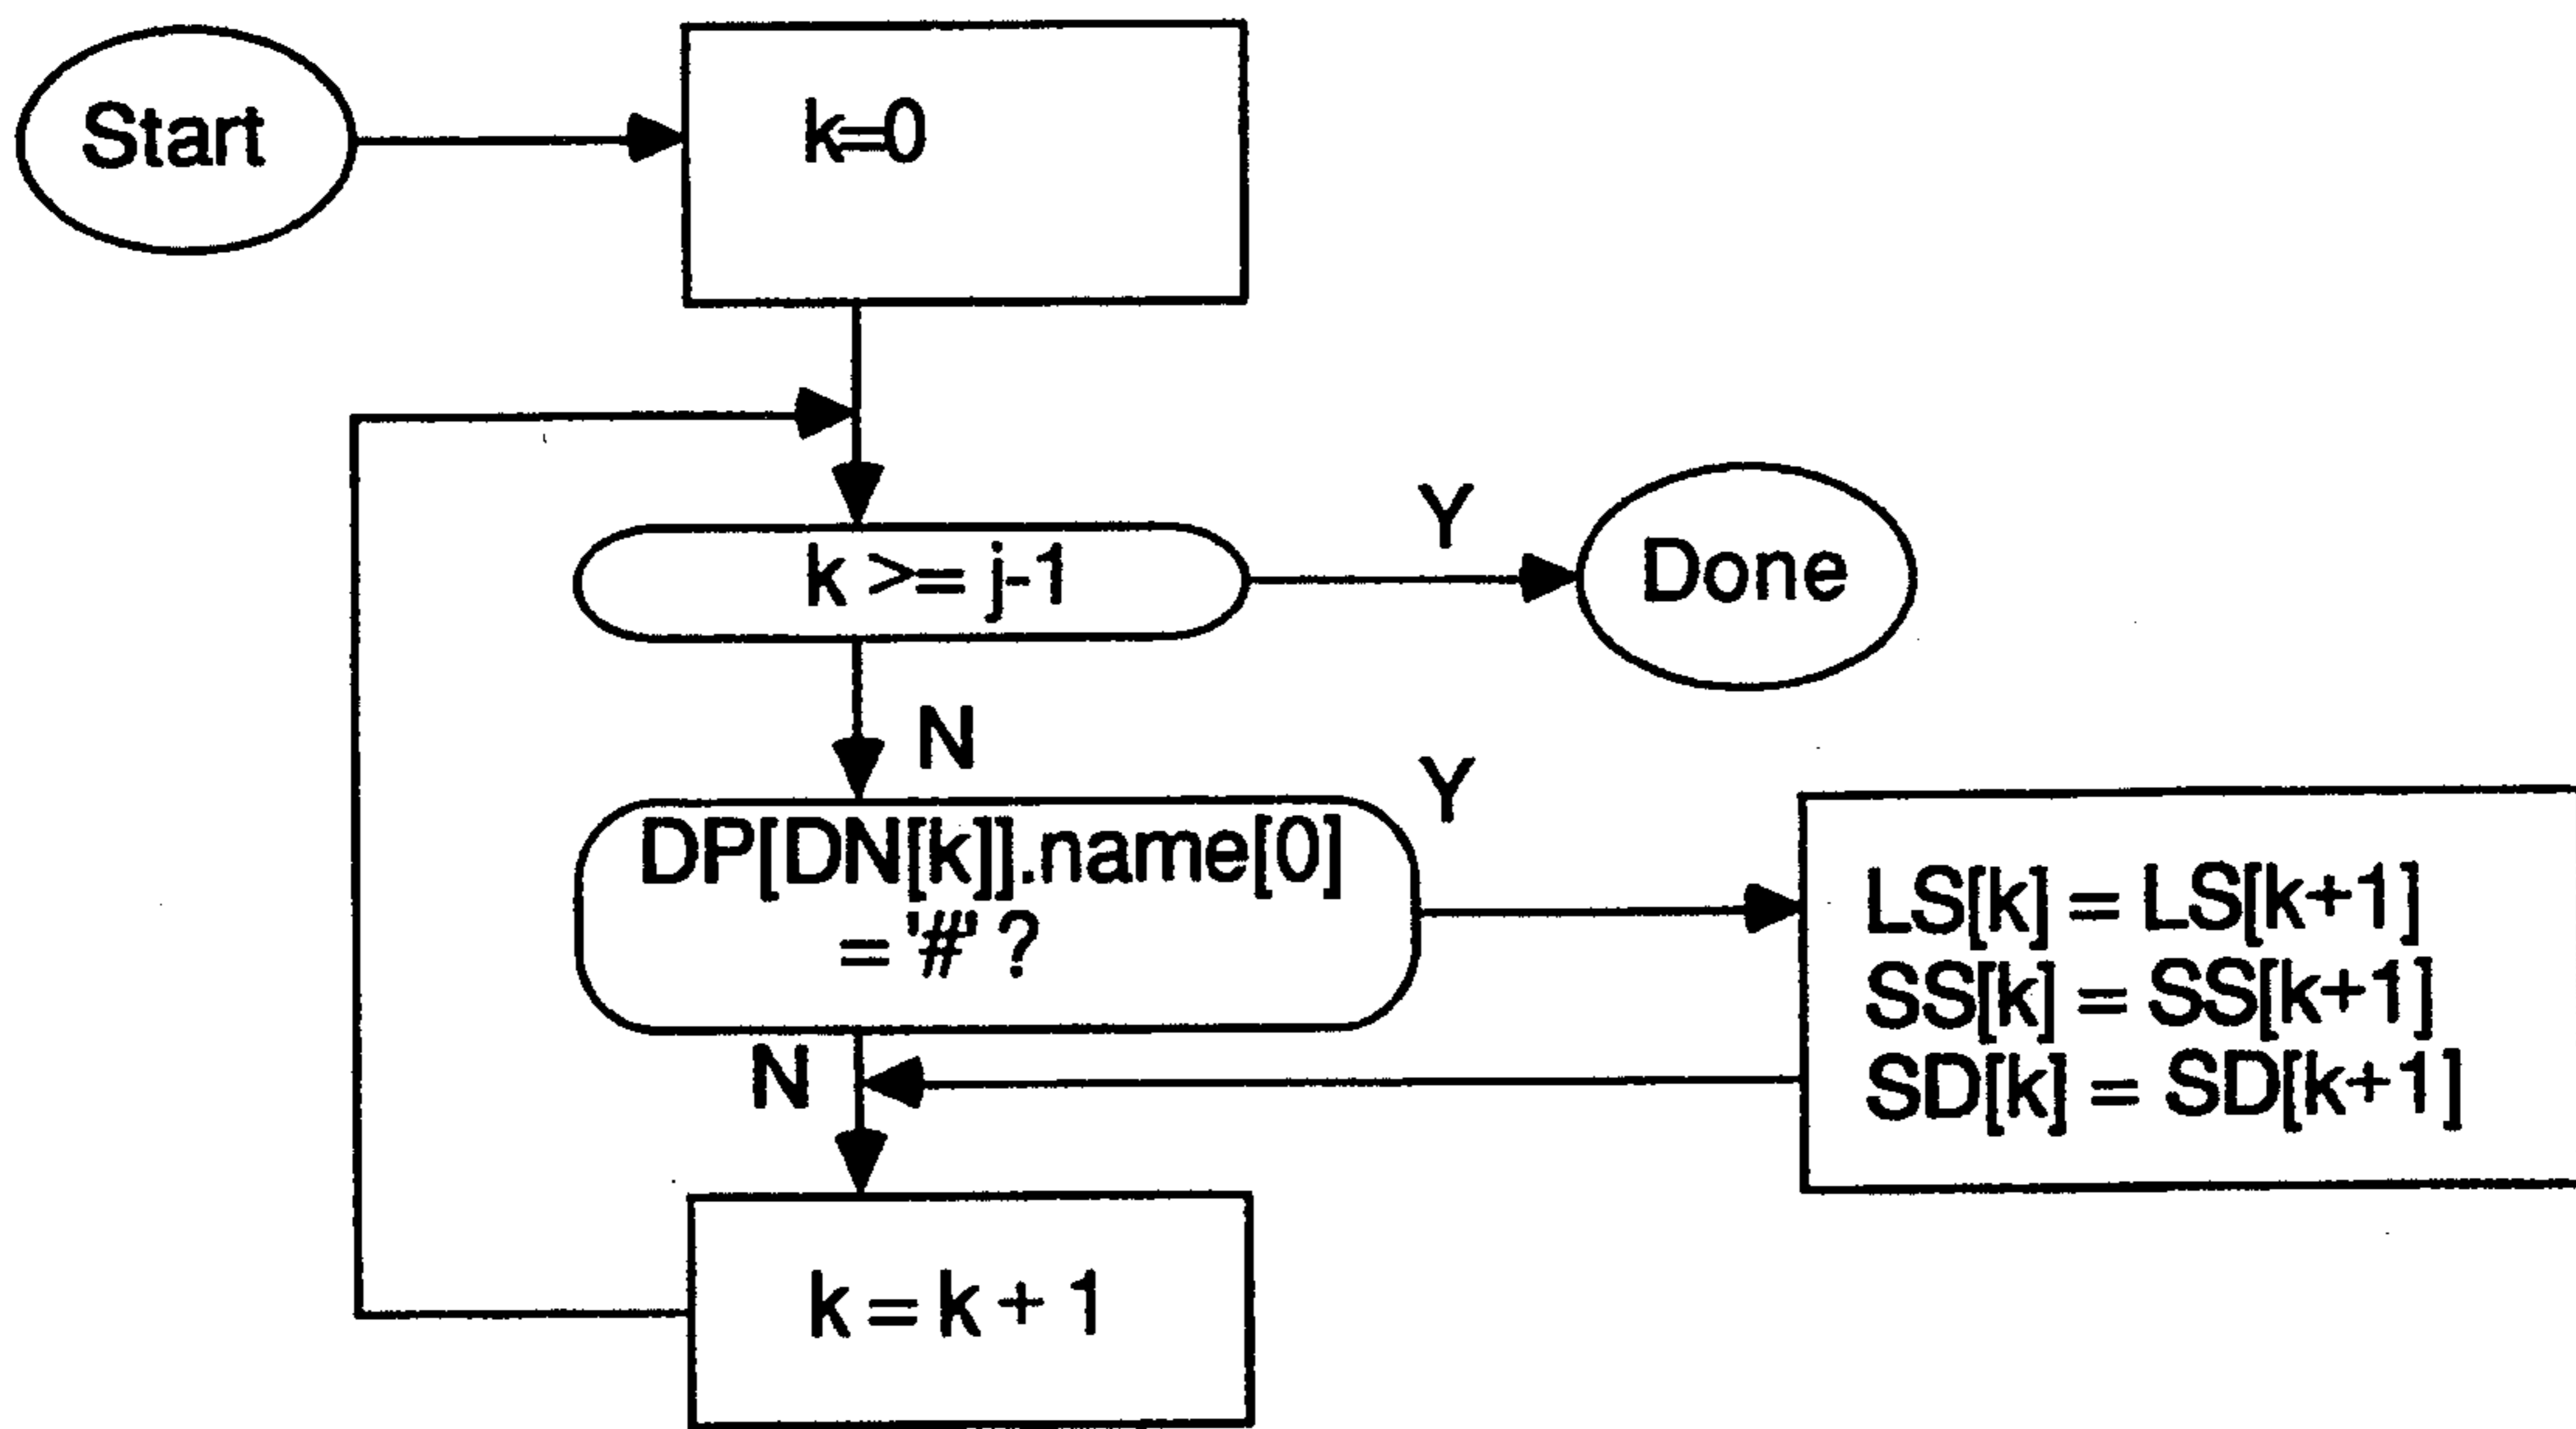 Start
k=0
k >= j-1
Y
Done
N
DP[DN[k]].name[0]
= '#' ?
Y
LS[k] = LS[k+1]
SS[k] = SS[k+1]
SD[k] = SD[k+1]
N
k = k + 1